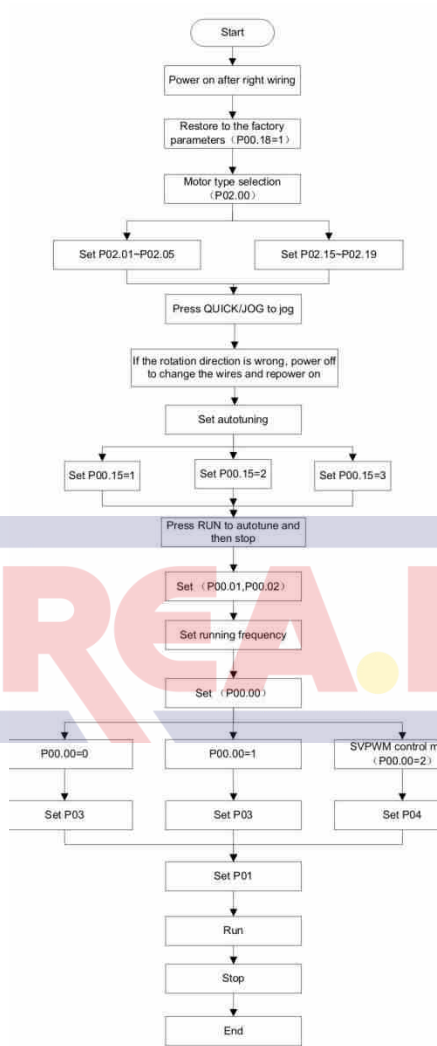 Start
Power on after right wiring
Restore to the factory
parameters（P00.18=1）
Motor type selection
（P02.00）
Set P02.01~P02.05
Set P02.15~P02.19
Press QUICK/JOG to jog
If the rotation direction is wrong, power off
to change the wires and repower on
Set autotuning
Set P00.15=1
Set P00.15=2
Set P00.15=3
Press RUN to autotune and
then stop
Set （P00.01,P00.02）
Set running frequency
Set （P00.00）
P00.00=0
P00.00=1
SVPWM control m
（P00.00=2）
Set P03
Set P03
Set P04
Set P01
Run
Stop
End
REA.I